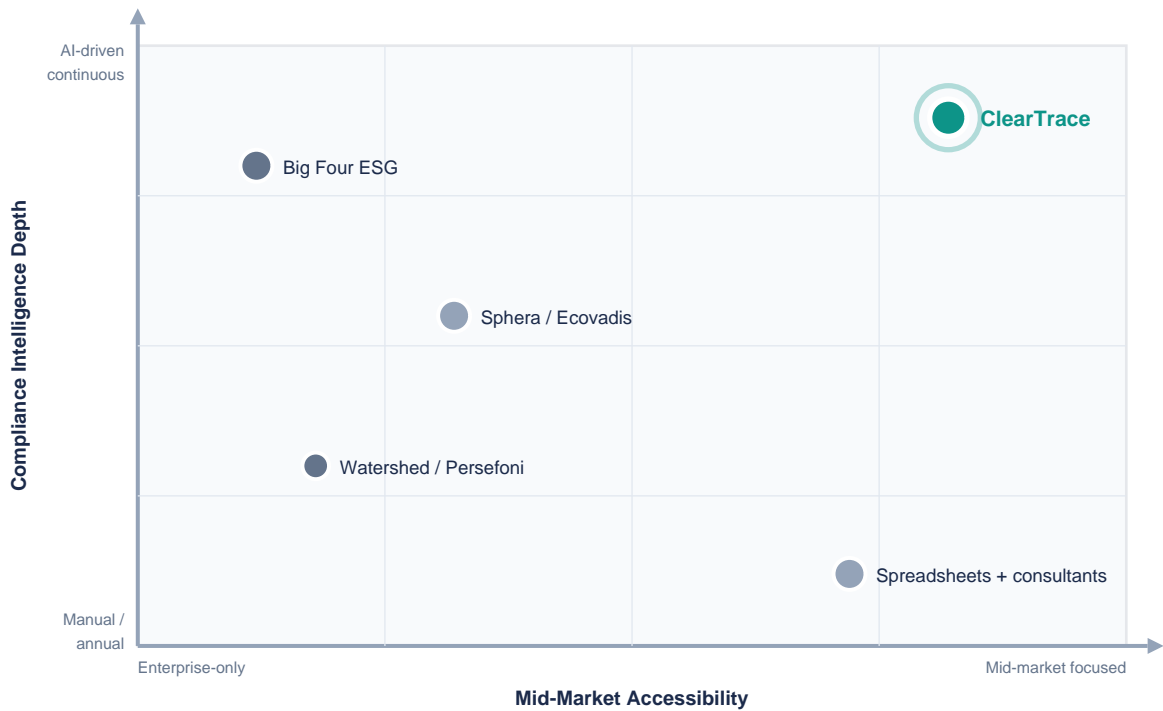 AI-driven
continuous
ClearTrace
Big Four ESG
Compliance Intelligence Depth
Sphera / Ecovadis
Watershed / Persefoni
Spreadsheets + consultants
Manual /
annual
Enterprise-only
Mid-market focused
Mid-Market Accessibility